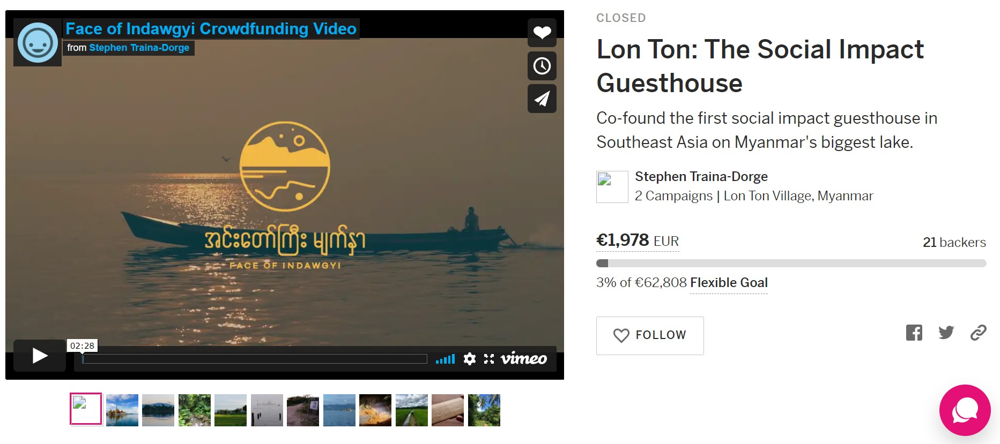 Face of Indawgyi Crowdfunding Video
from Stephen Traina-Dorge
အင်းတော်ကြီး မျက်နှာ
FACE OF INDAWGYI
02:28
vimeo
CLOSED
Lon Ton: The Social Impact
Guesthouse
Co-found the first social impact guesthouse in
Southeast Asia on Myanmar's biggest lake.
Stephen Traina-Dorge
2 Campaigns | Lon Ton Village, Myanmar
€1,978 EUR
21 backers
3% of €62,808 Flexible Goal
FOLLOW